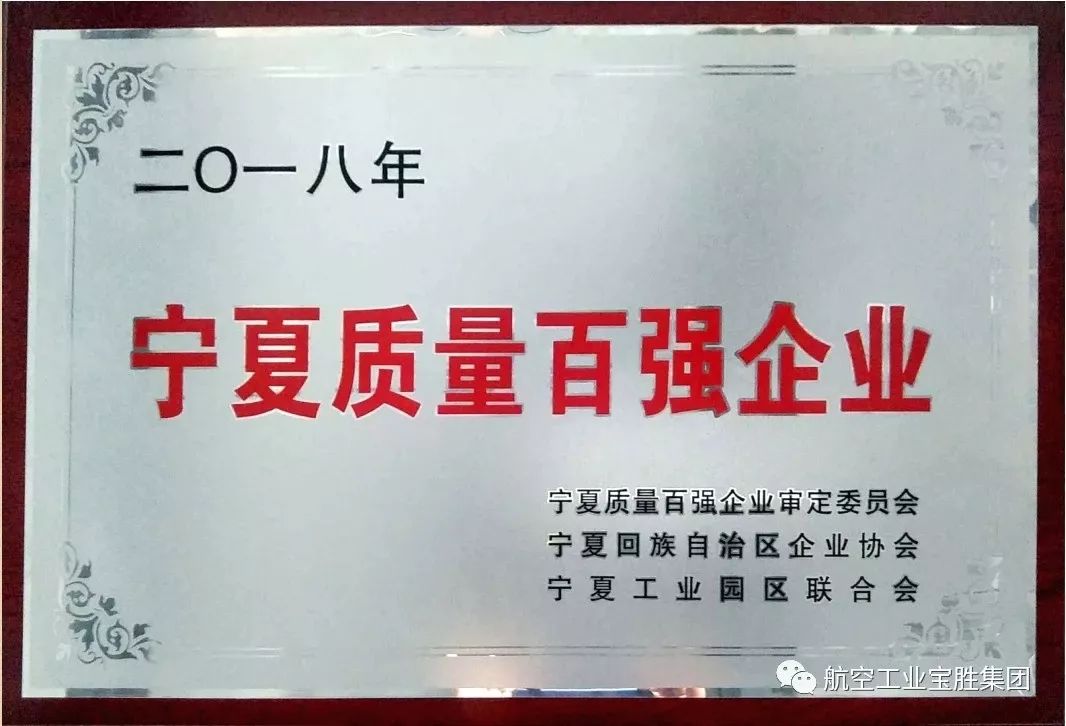 二〇一八年
宁夏质量百强企业
宁夏质量百强企业审定委员会
宁夏回族自治区企业协会
宁夏工业园区联合会
航空工业宝胜集团